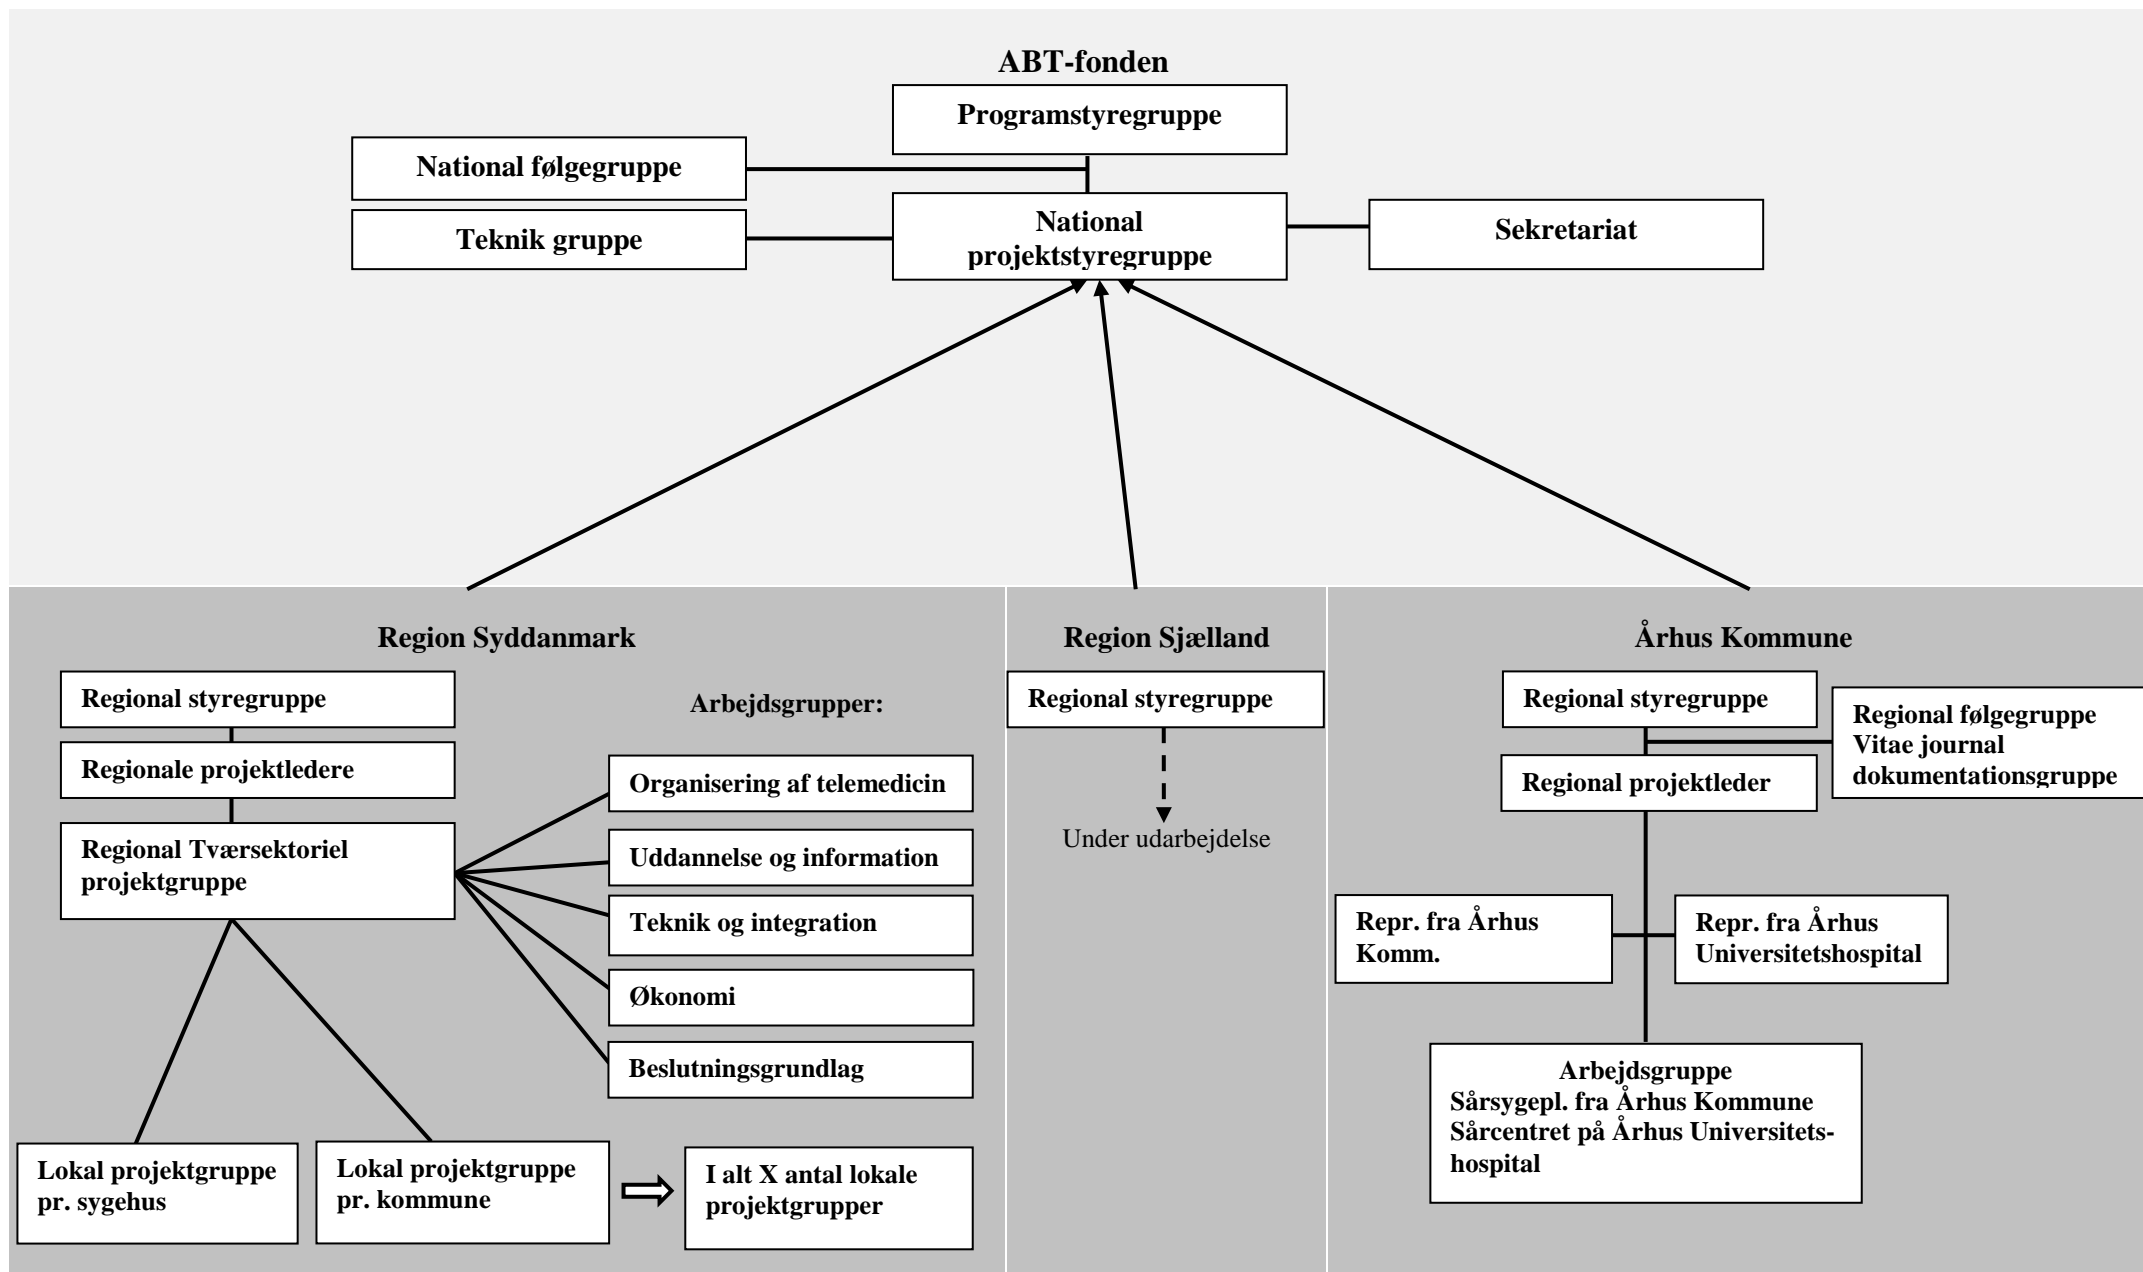 ABT-fonden
Programstyregruppe
National følgegruppe
Teknik gruppe
National
projektstyregruppe
Sekretariat
Region Syddanmark
Regional styregruppe
Regionale projektledere
Regional Tværsektoriel
projektgruppe
Arbejdsgrupper:
Organisering af telemedicin
Uddannelse og information
Teknik og integration
Økonomi
Beslutningsgrundlag
Lokal projektgruppe
pr. sygehus
Lokal projektgruppe
pr. kommune
I alt X antal lokale
projektgrupper
Region Sjælland
Regional styregruppe
Under udarbejdelse
Århus Kommune
Regional styregruppe
Regional følgegruppe
Vitae journal
dokumentationsgruppe
Regional projektleder
Repr. fra Århus
Komm.
Repr. fra Århus
Universitetshospital
Arbejdsgruppe
Sårsygepl. fra Århus Kommune
Sårcentret på Århus Universitets-
hospital